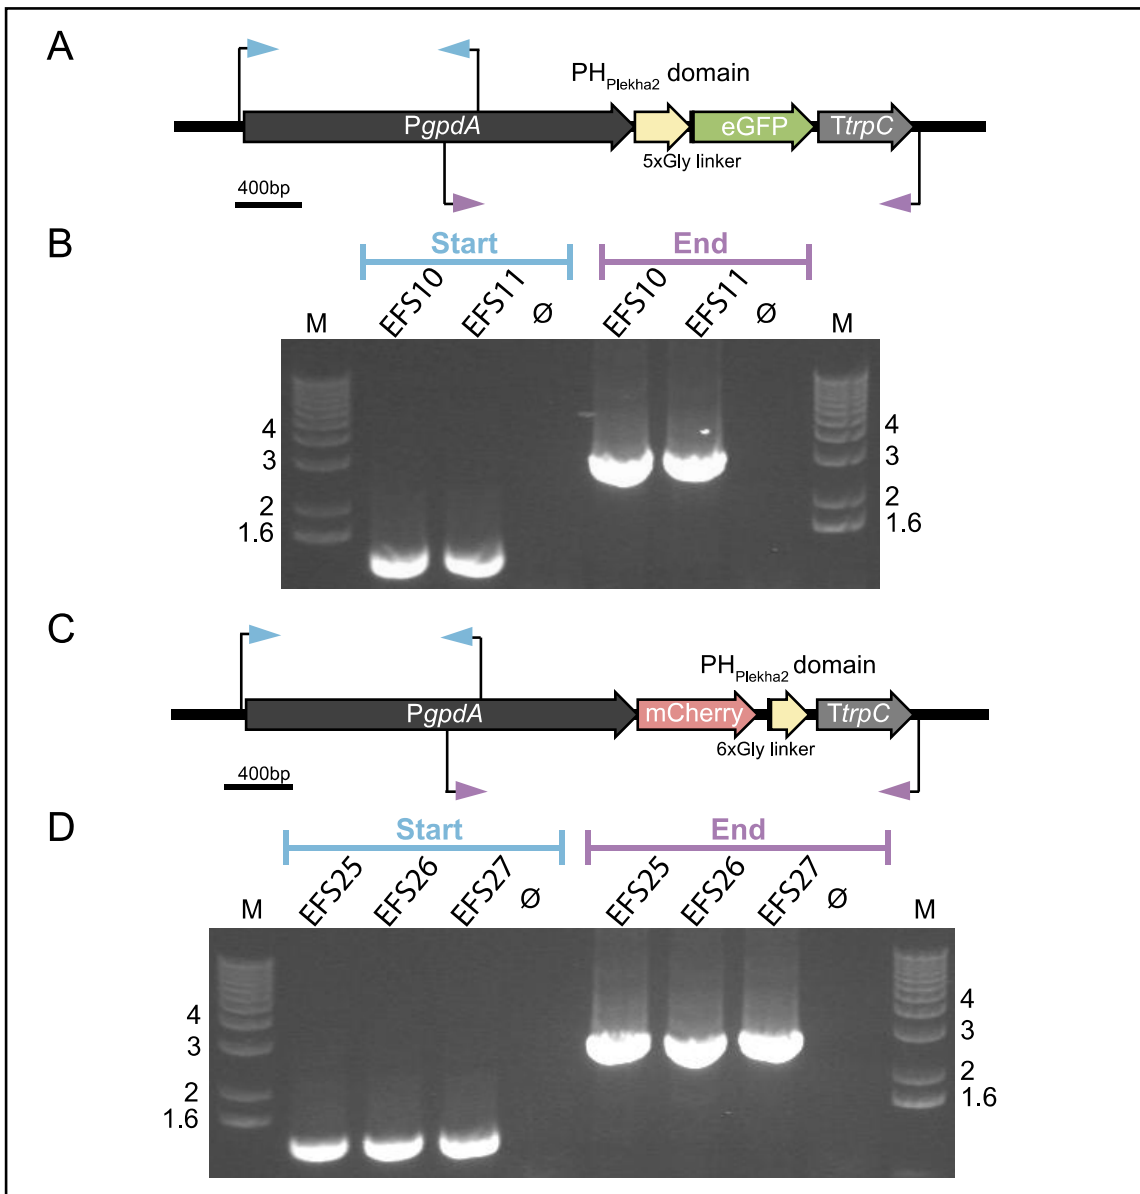 A
PH Plekha2 domain
PgpdA
eGFP
TtrpC
5xGly linker
400bp
B
Start
End
M
EFS10
EFS11
Ø
EFS10
EFS11
Ø
M
4
3
2
1.6
4
3
2
1.6
C
PH Plekha2 domain
PgpdA
mCherry
TtrpC
6xGly linker
400bp
D
Start
End
M
EFS25
EFS26
EFS27
Ø
EFS25
EFS26
EFS27
Ø
M
4
3
2
1.6
4
3
2
1.6